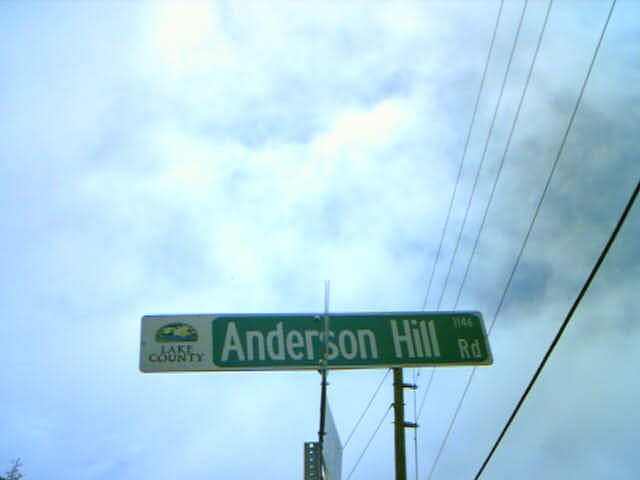 LAKE
COUNTY
Anderson Hill Rd
1146